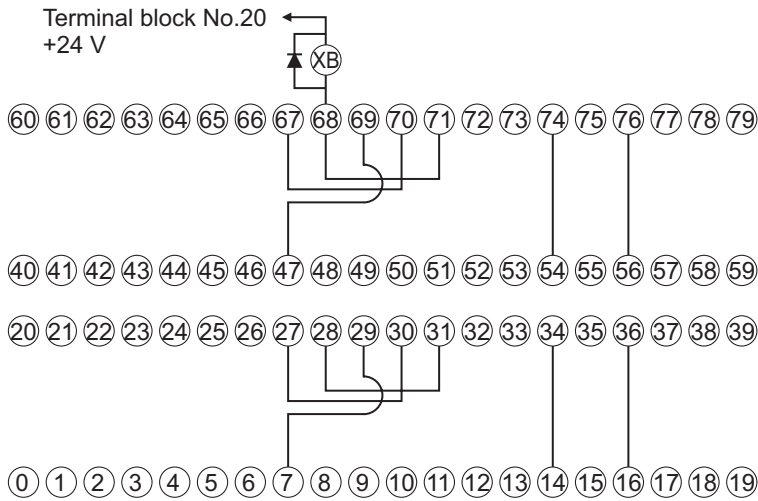 Terminal block No.20
+24 V
XB
60 61 62 63 64 65 66 67 68 69 70 71 72 73 74 75 76 77 78 79
40 41 42 43 44 45 46 47 48 49 50 51 52 53 54 55 56 57 58 59
20 21 22 23 24 25 26 27 28 29 30 31 32 33 34 35 36 37 38 39
0 1 2 3 4 5 6 7 8 9 10 11 12 13 14 15 16 17 18 19